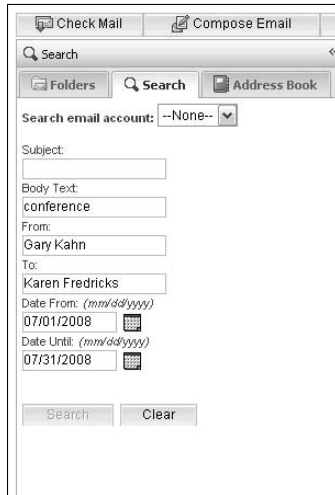 Check Mail Compose Email
Search «
Folders Search Address Book
Search email account: --None--
Subject:
Body Text:
conference
From:
Gary Kahn
To:
Karen Fredricks
Date From: (mm/dd/yyyy)
07/01/2008
Date Until: (mm/dd/yyyy)
07/31/2008
Search Clear